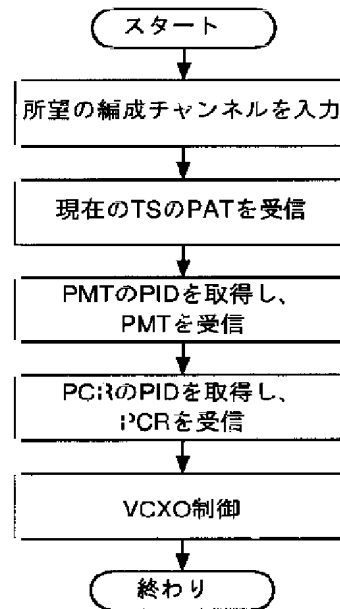 スタート
所望の編成チャンネルを入力
現在のTSのPATを受信
PMTのPIDを取得し、
PMTを受信
PCRのPIDを取得し、
PCRを受信
VCXO制御
終わり